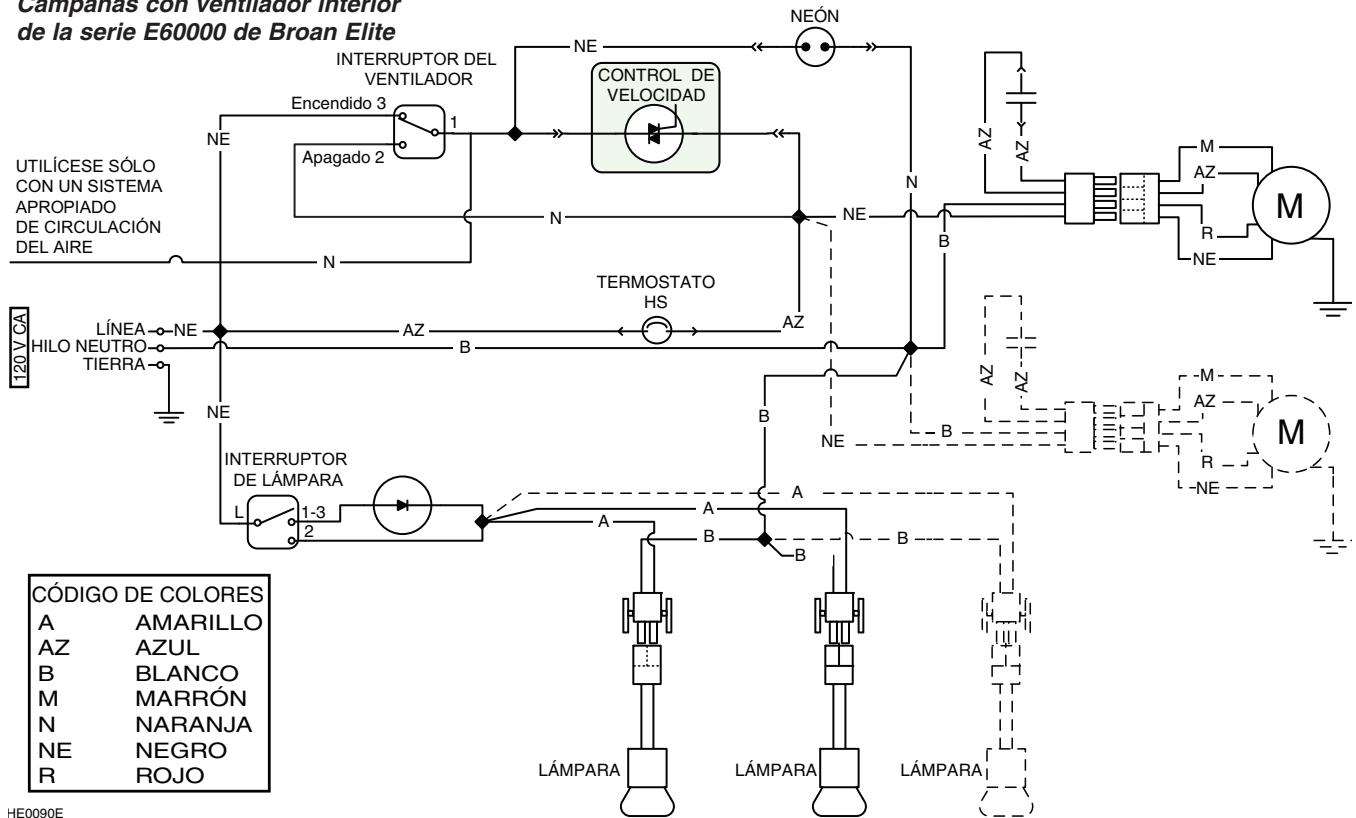 Campanas con ventilador interior
de la serie E60000 de Broan Elite
NEÓN
NE
INTERRUPTOR DEL
VENTILADOR
CONTROL DE
VELOCIDAD
Encendido 3
1
NE
Apagado 2
AZ
AZ
M
AZ
M
R
NE
UTILÍCESE SÓLO
CON UN SISTEMA
APROPIADO
DE CIRCULACIÓN
DEL AIRE
N
N
NE
B
N
TERMOSTATO
HS
120 V CA
LÍNEA
NE
AZ
AZ
HILO NEUTRO
B
TIERRA
AZ
AZ
M
AZ
M
R
NE
NE
B
NE
B
INTERRUPTOR
DE LÁMPARA
L
1-3
2
A
A
A
B
B
B
CÓDIGO DE COLORES
A AMARILLO
AZ AZUL
B BLANCO
M MARRÓN
N NARANJA
NE NEGRO
R ROJO
LÁMPARA
LÁMPARA
LÁMPARA
HE0090E